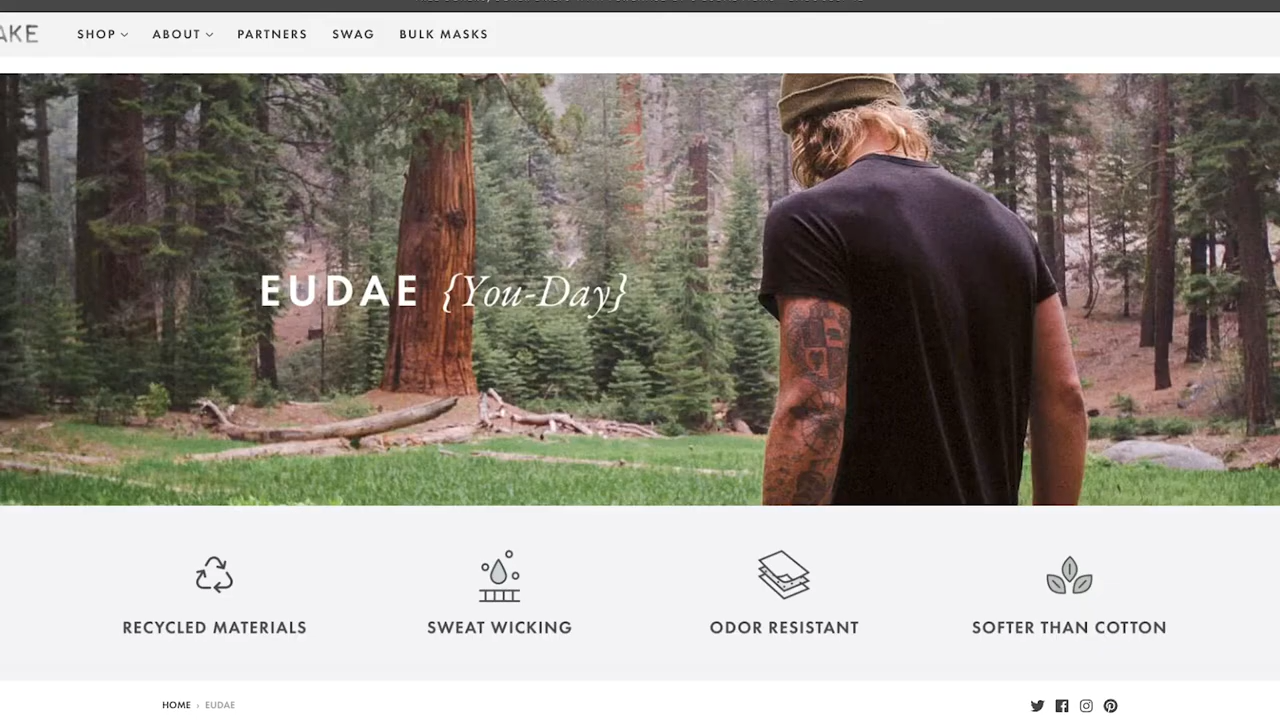 AKE
SHOP ABOUT PARTNERS SWAG BULK MASKS
EUDAE {You-Day}
RECYCLED MATERIALS SWEAT WICKING ODOR RESISTANT SOFTER THAN COTTON
HOME › EUDAE